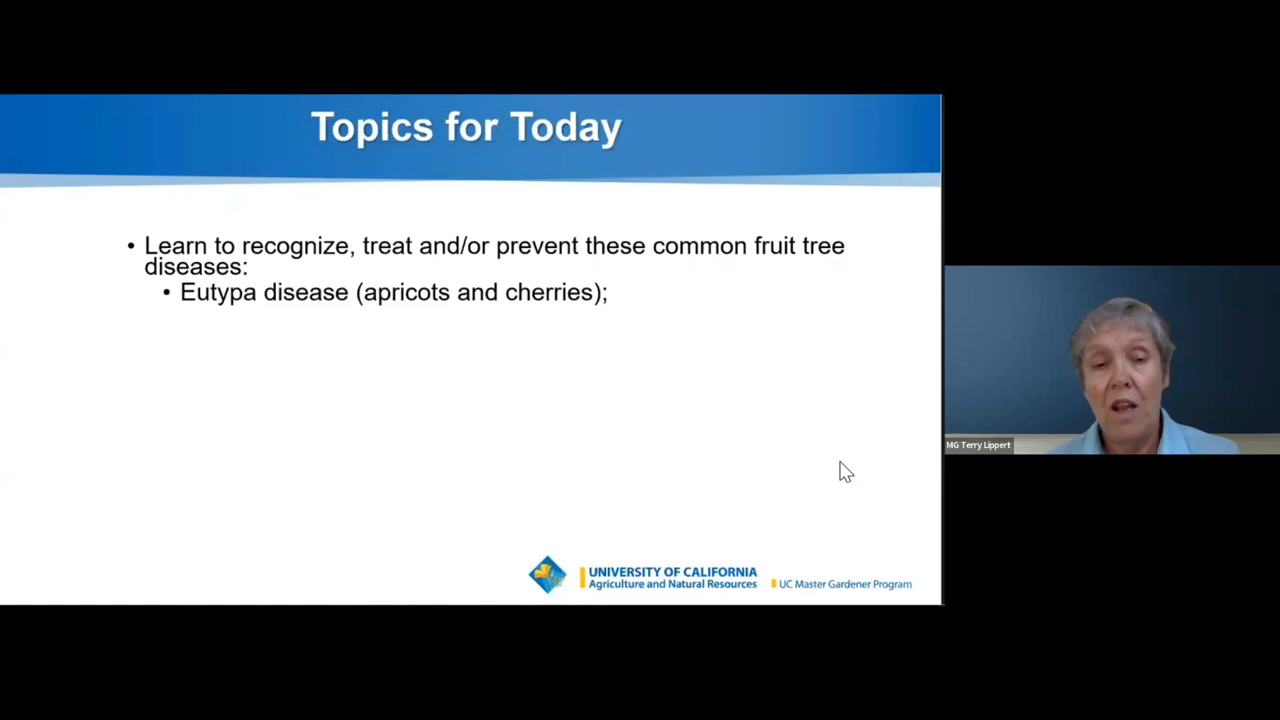 Topics for Today
• Learn to recognize, treat and/or prevent these common fruit tree
diseases:
• Eutypa disease (apricots and cherries);
MG Terry Lippert
UNIVERSITY OF CALIFORNIA
Agriculture and Natural Resources
UC Master Gardener Program